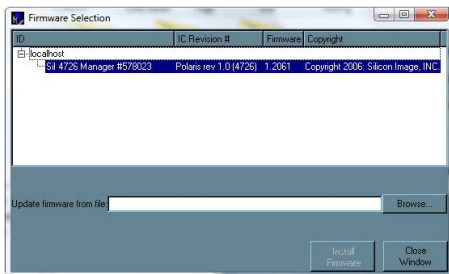 Firmware Selection
ID IC Revision # Firmware Copyright
localhost
SiI 4726 Manager #578023 Polaris rev 1.0 (4726) 1.2061 Copyright 2006: Silicon Image, INC.
Update firmware from file:
Browse...
Install Close
Firmware Window